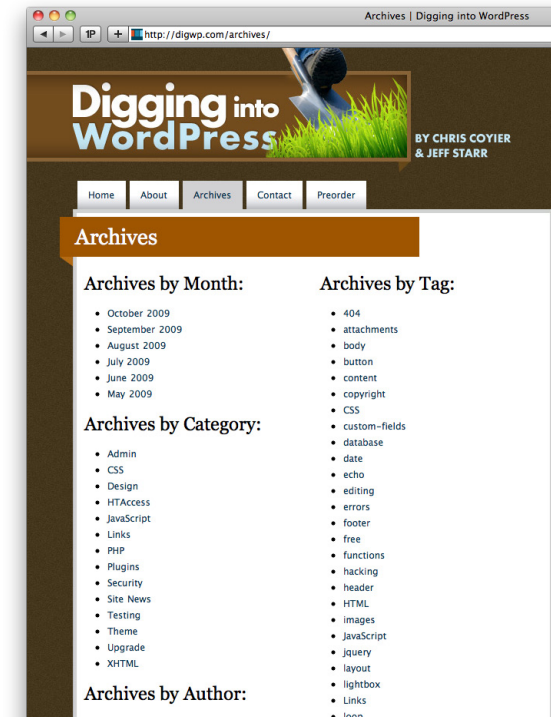 Archives | Digging into WordPress
1P
+
http://digwp.com/archives/
Digging into
WordPress
BY CHRIS COYIER
& JEFF STARR
Home
About
Archives
Contact
Preorder
Archives
Archives by Month:
October 2009
September 2009
August 2009
July 2009
June 2009
May 2009
Archives by Category:
Admin
CSS
Design
HTAccess
JavaScript
Links
PHP
Plugins
Security
Site News
Testing
Theme
Upgrade
XHTML
Archives by Author:
Archives by Tag:
404
attachments
body
button
content
copyright
CSS
custom-fields
database
date
echo
editing
errors
footer
free
functions
hacking
header
HTML
images
JavaScript
jquery
layout
lightbox
Links
loop